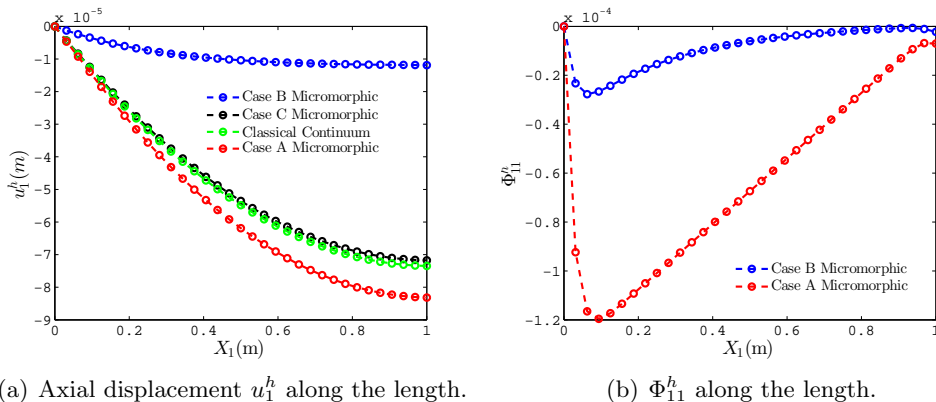 x 10^-5
0
-1
-2
-3
-4
-5
-6
-7
-8
-9
u_1^h(m)
0 0.2 0.4 0.6 0.8 1
X_1(m)
Case B Micromorphic
Case C Micromorphic
Classical Continuum
Case A Micromorphic
x 10^-4
0
-0.2
-0.4
-0.6
-0.8
-1
-1.2
Φ_11^h
0 0.2 0.4 0.6 0.8 1
X_1(m)
Case B Micromorphic
Case A Micromorphic
(a) Axial displacement u_1^h along the length.
(b) Φ_11^h along the length.